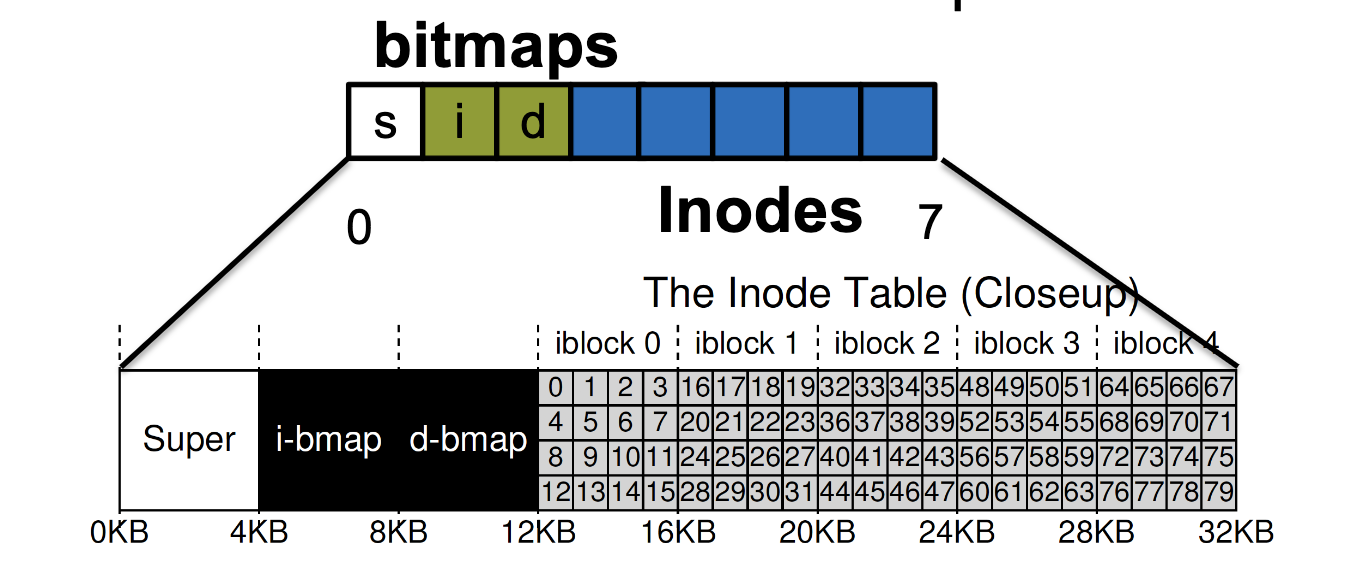 bitmaps
s i d
0 Inodes 7
The Inode Table (Closeup)
iblock 0 iblock 1 iblock 2 iblock 3 iblock 4
0 1 2 3 16 17 18 19 32 33 34 35 48 49 50 51 64 65 66 67
4 5 6 7 20 21 22 23 36 37 38 39 52 53 54 55 68 69 70 71
Super i-bmap d-bmap
8 9 10 11 24 25 26 27 40 41 42 43 56 57 58 59 72 73 74 75
12 13 14 15 28 29 30 31 44 45 46 47 60 61 62 63 76 77 78 79
0KB 4KB 8KB 12KB 16KB 20KB 24KB 28KB 32KB